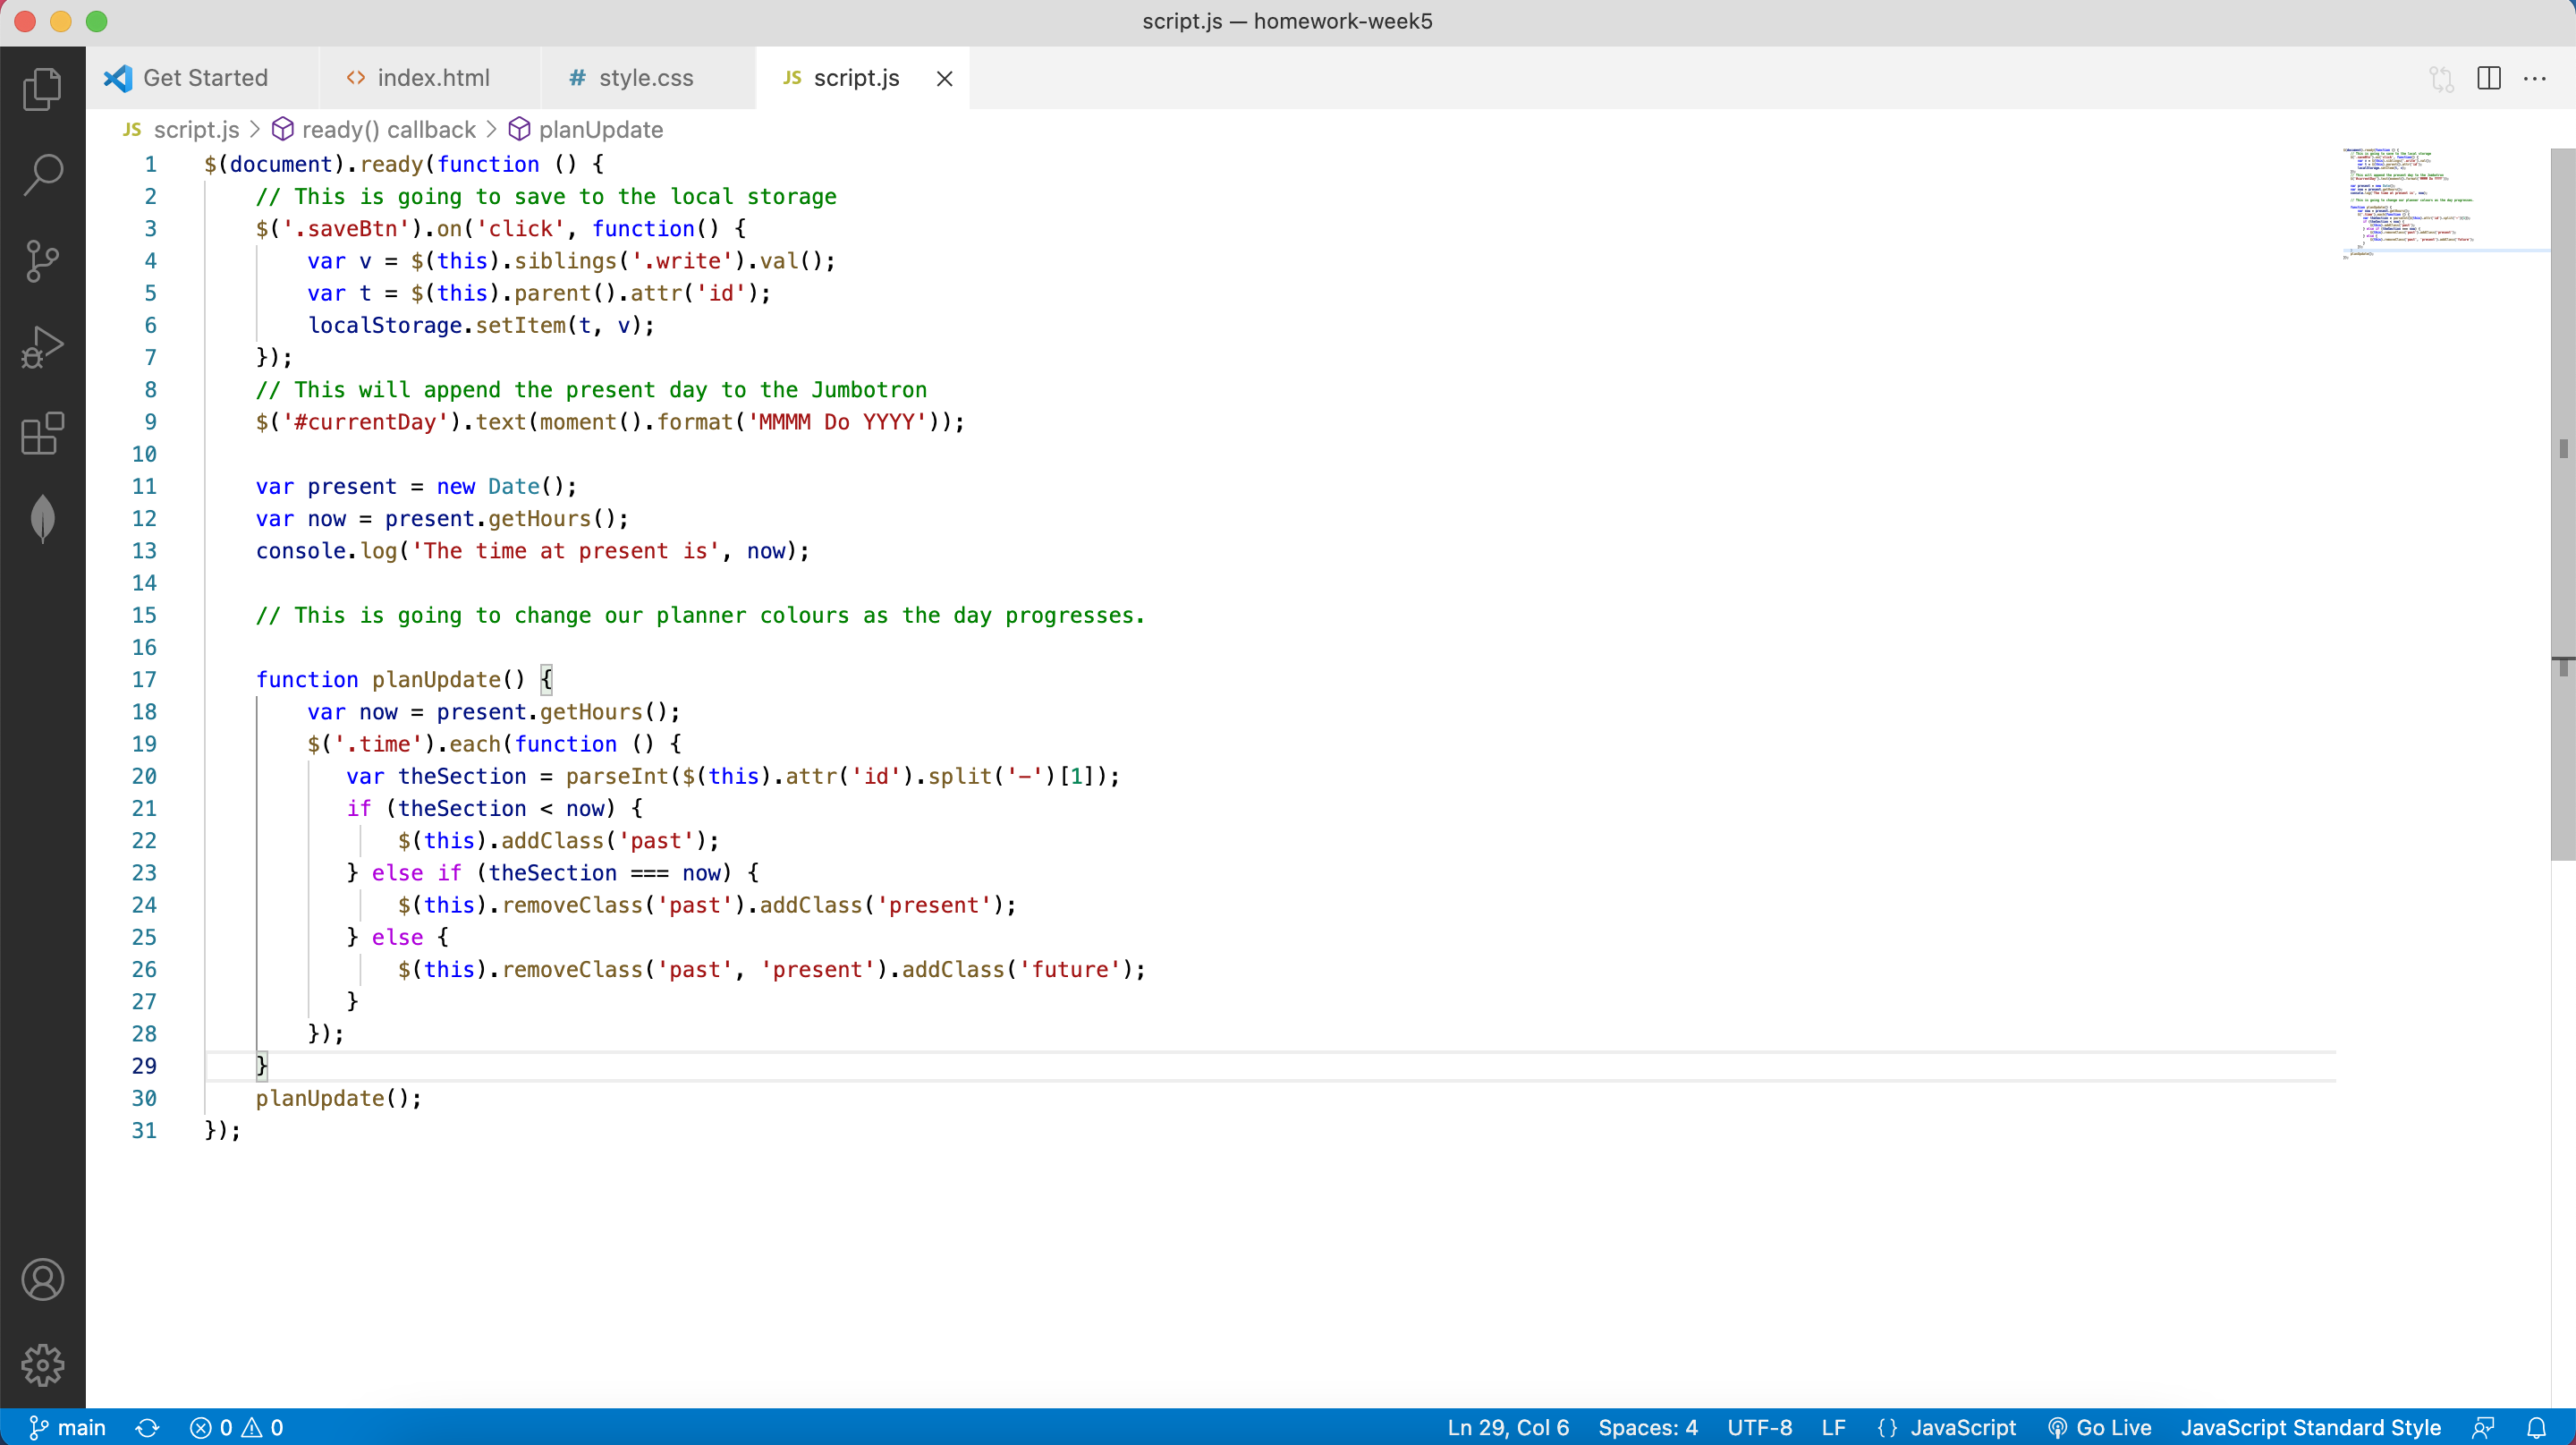 script.js — homework-week5
Get Started
<> index.html
# style.css
JS script.js
JS script.js > ready() callback > planUpdate
1 $(document).ready(function () {
2 // This is going to save to the local storage
3 $('.saveBtn').on('click', function() {
4 var v = $(this).siblings('.write').val();
5 var t = $(this).parent().attr('id');
6 localStorage.setItem(t, v);
7 });
8 // This will append the present day to the Jumbotron
9 $('#currentDay').text(moment().format('MMMM Do YYYY'));
10
11 var present = new Date();
12 var now = present.getHours();
13 console.log('The time at present is', now);
14
15 // This is going to change our planner colours as the day progresses.
16
17 function planUpdate() {
18 var now = present.getHours();
19 $('.time').each(function () {
20 var theSection = parseInt($(this).attr('id').split('-')[1]);
21 if (theSection < now) {
22 $(this).addClass('past');
23 } else if (theSection === now) {
24 $(this).removeClass('past').addClass('present');
25 } else {
26 $(this).removeClass('past', 'present').addClass('future');
27 }
28 });
29 }
30 planUpdate();
31 });
main 0 0 Ln 29, Col 6 Spaces: 4 UTF-8 LF {} JavaScript Go Live JavaScript Standard Style